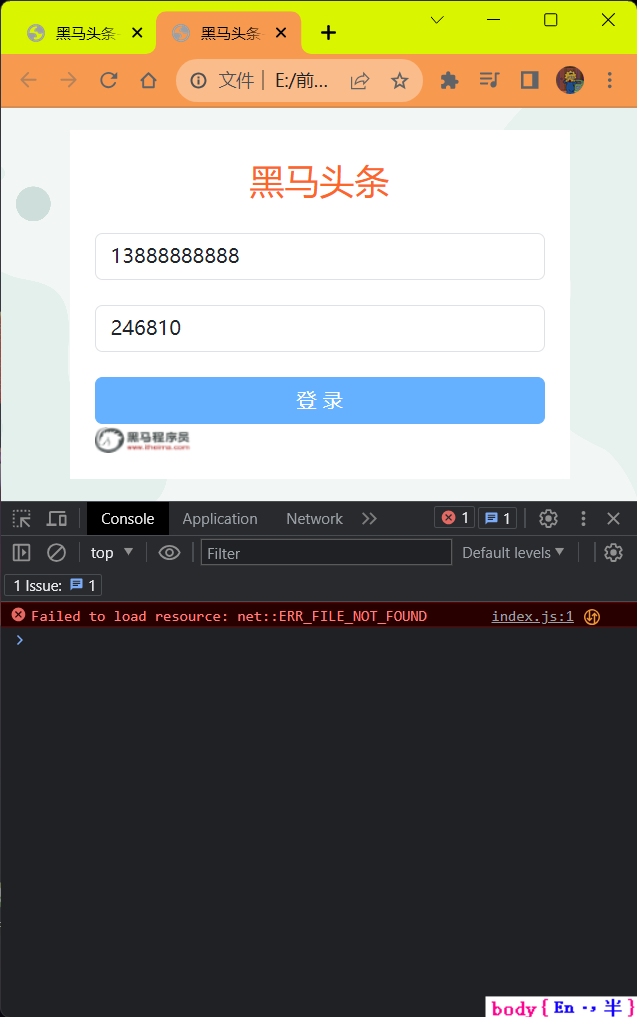 黑马头条-
黑马头条
文件 E:/前...
黑马头条
13888888888
246810
登 录
黑马程序员
www.itheima.com
Console Application Network 1 1
top Filter Default levels
1 Issue: 1
Failed to load resource: net::ERR_FILE_NOT_FOUND index.js:1
body{En -,半}